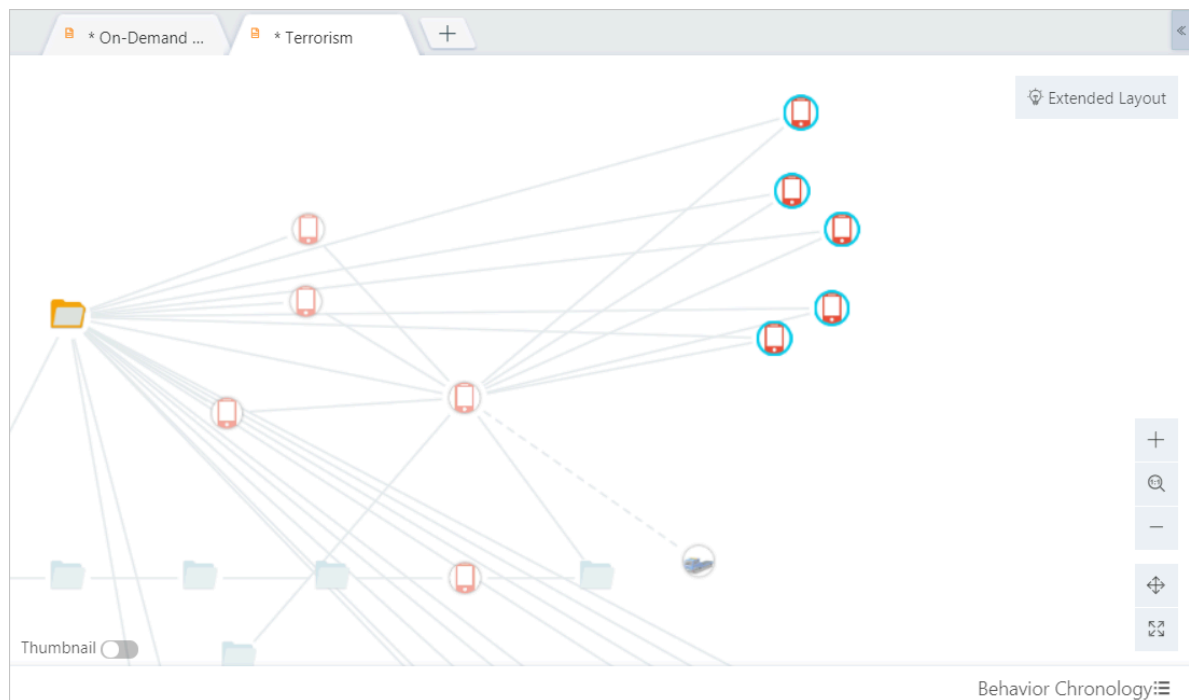 * On-Demand ...
* Terrorism
Extended Layout
Thumbnail
Behavior Chronology